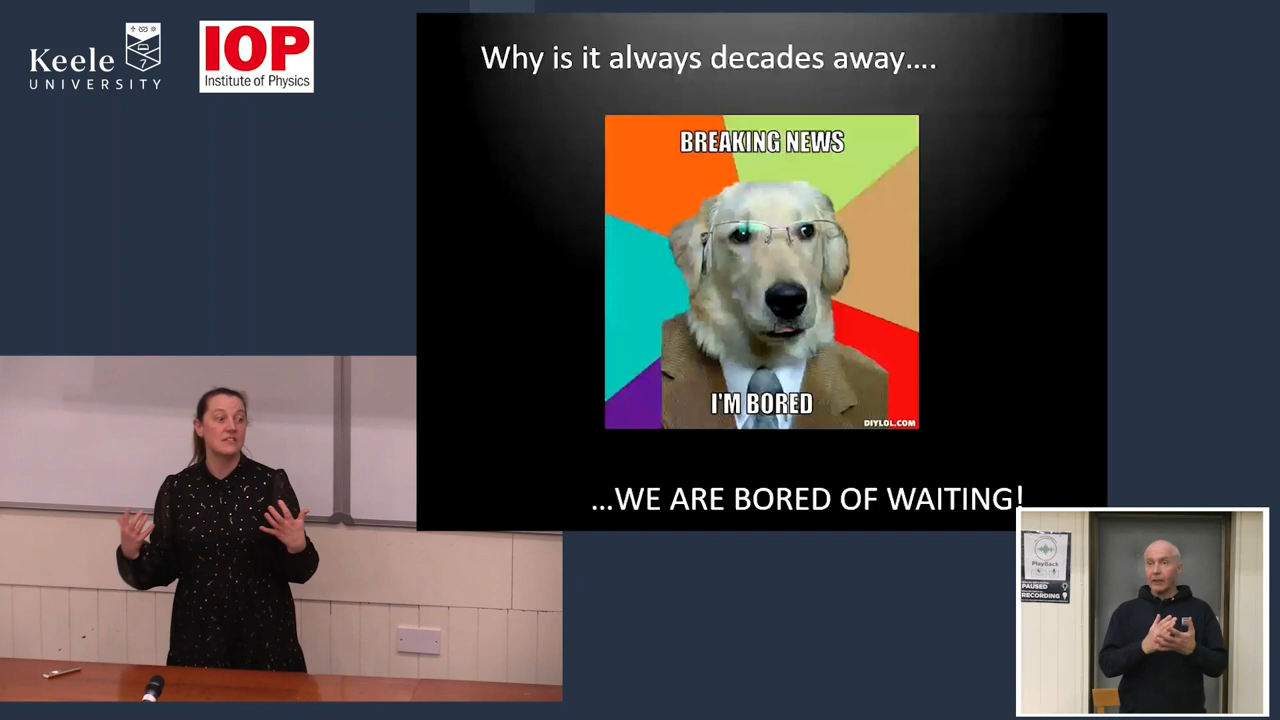 Keele
UNIVERSITY
IOP
Institute of Physics
Why is it always decades away....
BREAKING NEWS
I'M BORED
DIYLOL.COM
...WE ARE BORED OF WAITING!
PlayBack
PAUSED
RECORDING